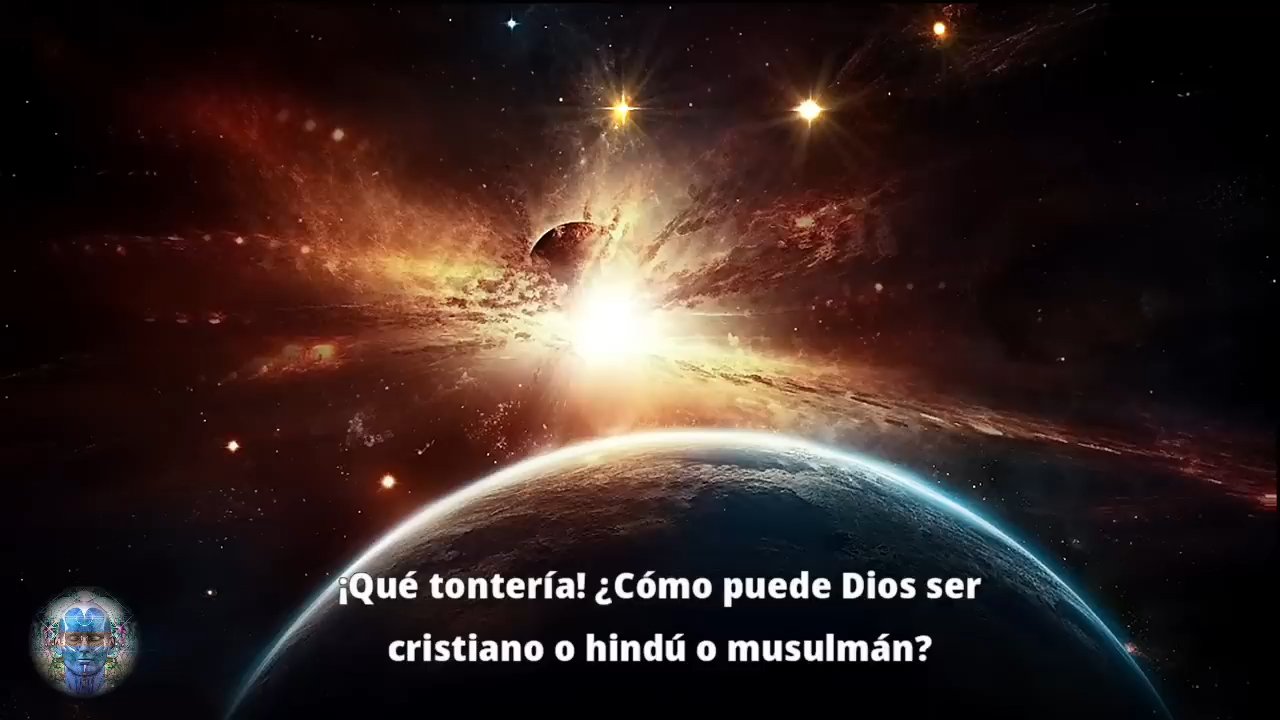 ¡Qué tontería! ¿Cómo puede Dios ser
cristiano o hindú o musulmán?